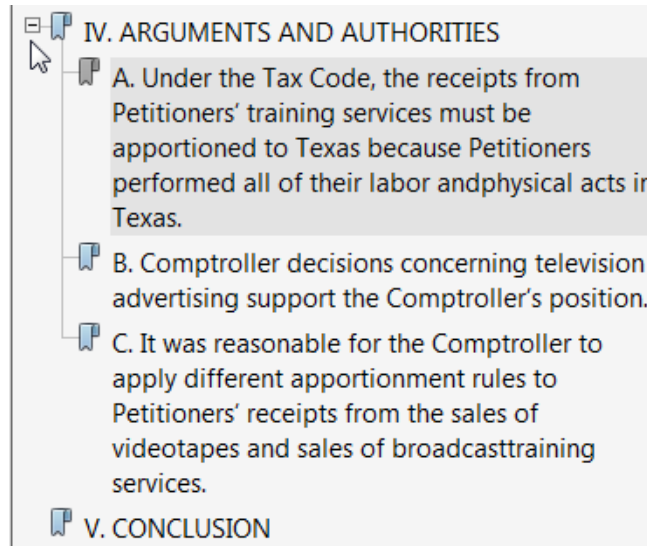 IV. ARGUMENTS AND AUTHORITIES
A. Under the Tax Code, the receipts from
Petitioners' training services must be
apportioned to Texas because Petitioners
performed all of their labor andphysical acts in
Texas.
B. Comptroller decisions concerning television
advertising support the Comptroller's position.
C. It was reasonable for the Comptroller to
apply different apportionment rules to
Petitioners' receipts from the sales of
videotapes and sales of broadcasttraining
services.
V. CONCLUSION